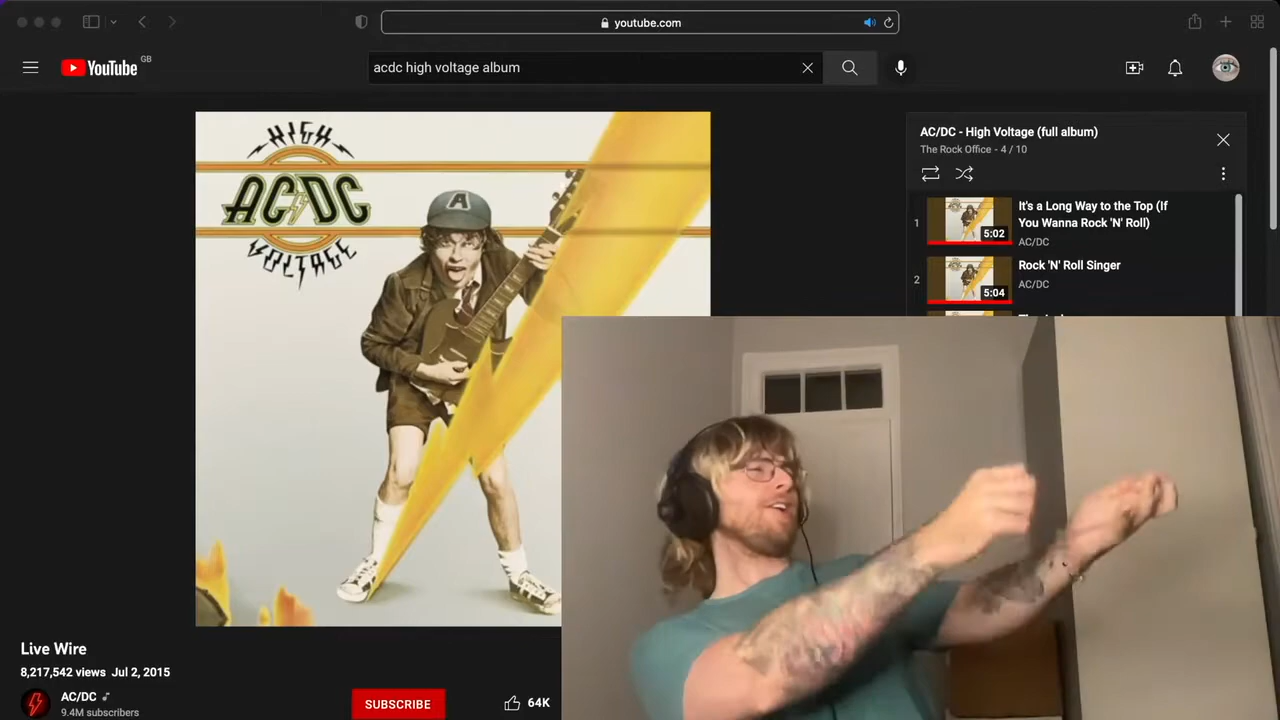 youtube.com
YouTube GB
acdc high voltage album
HIGH
AC/DC
VOLTAGE
A
AC/DC - High Voltage (full album)
The Rock Office - 4 / 10
1
5:02
It's a Long Way to the Top (If
You Wanna Rock 'N' Roll)
AC/DC
2
5:04
Rock 'N' Roll Singer
AC/DC
Live Wire
8,217,542 views Jul 2, 2015
AC/DC
9.4M subscribers
SUBSCRIBE
64K